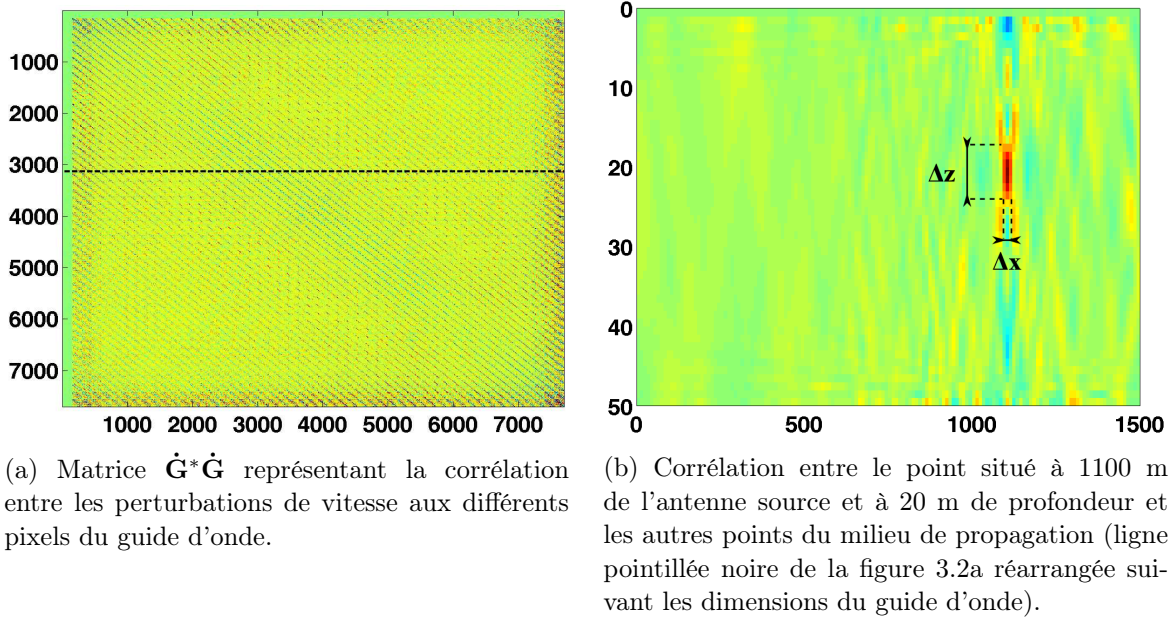 1000
2000
3000
4000
5000
6000
7000
1000 2000 3000 4000 5000 6000 7000
(a) Matrice Ġ*Ġ représentant la corrélation
entre les perturbations de vitesse aux différents
pixels du guide d'onde.
0
10
20
30
40
50
Δz
Δx
0 500 1000 1500
(b) Corrélation entre le point situé à 1100 m
de l'antenne source et à 20 m de profondeur et
les autres points du milieu de propagation (ligne
pointillée noire de la figure 3.2a réarrangée sui-
vant les dimensions du guide d'onde).